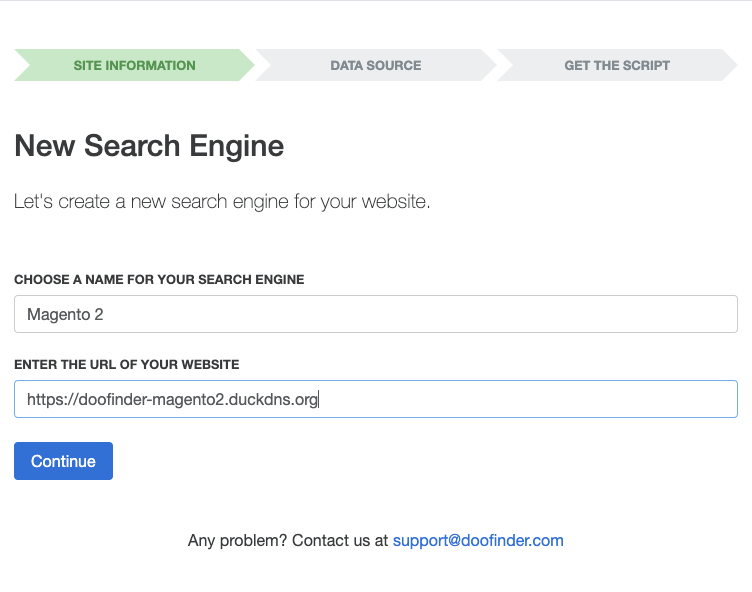 SITE INFORMATION DATA SOURCE GET THE SCRIPT
New Search Engine
Let's create a new search engine for your website.
CHOOSE A NAME FOR YOUR SEARCH ENGINE
Magento 2
ENTER THE URL OF YOUR WEBSITE
https://doofinder-magento2.duckdns.org
Continue
Any problem? Contact us at support@doofinder.com